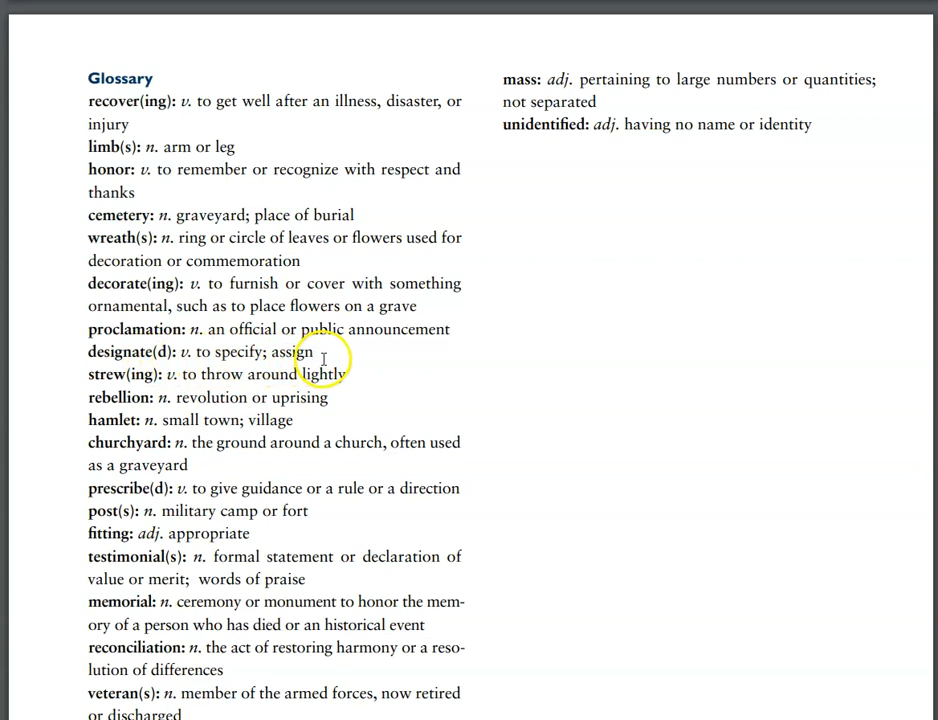 Glossary
recover(ing): v. to get well after an illness, disaster, or
injury
limb(s): n. arm or leg
honor: v. to remember or recognize with respect and
thanks
cemetery: n. graveyard; place of burial
wreath(s): n. ring or circle of leaves or flowers used for
decoration or commemoration
decorate(ing): v. to furnish or cover with something
ornamental, such as to place flowers on a grave
proclamation: n. an official or public announcement
designate(d): v. to specify; assign
strew(ing): v. to throw around lightly
rebellion: n. revolution or uprising
hamlet: n. small town; village
churchyard: n. the ground around a church, often used
as a graveyard
prescribe(d): v. to give guidance or a rule or a direction
post(s): n. military camp or fort
fitting: adj. appropriate
testimonial(s): n. formal statement or declaration of
value or merit; words of praise
memorial: n. ceremony or monument to honor the mem-
ory of a person who has died or an historical event
reconciliation: n. the act of restoring harmony or a reso-
lution of differences
veteran(s): n. member of the armed forces, now retired
or discharged
mass: adj. pertaining to large numbers or quantities;
not separated
unidentified: adj. having no name or identity